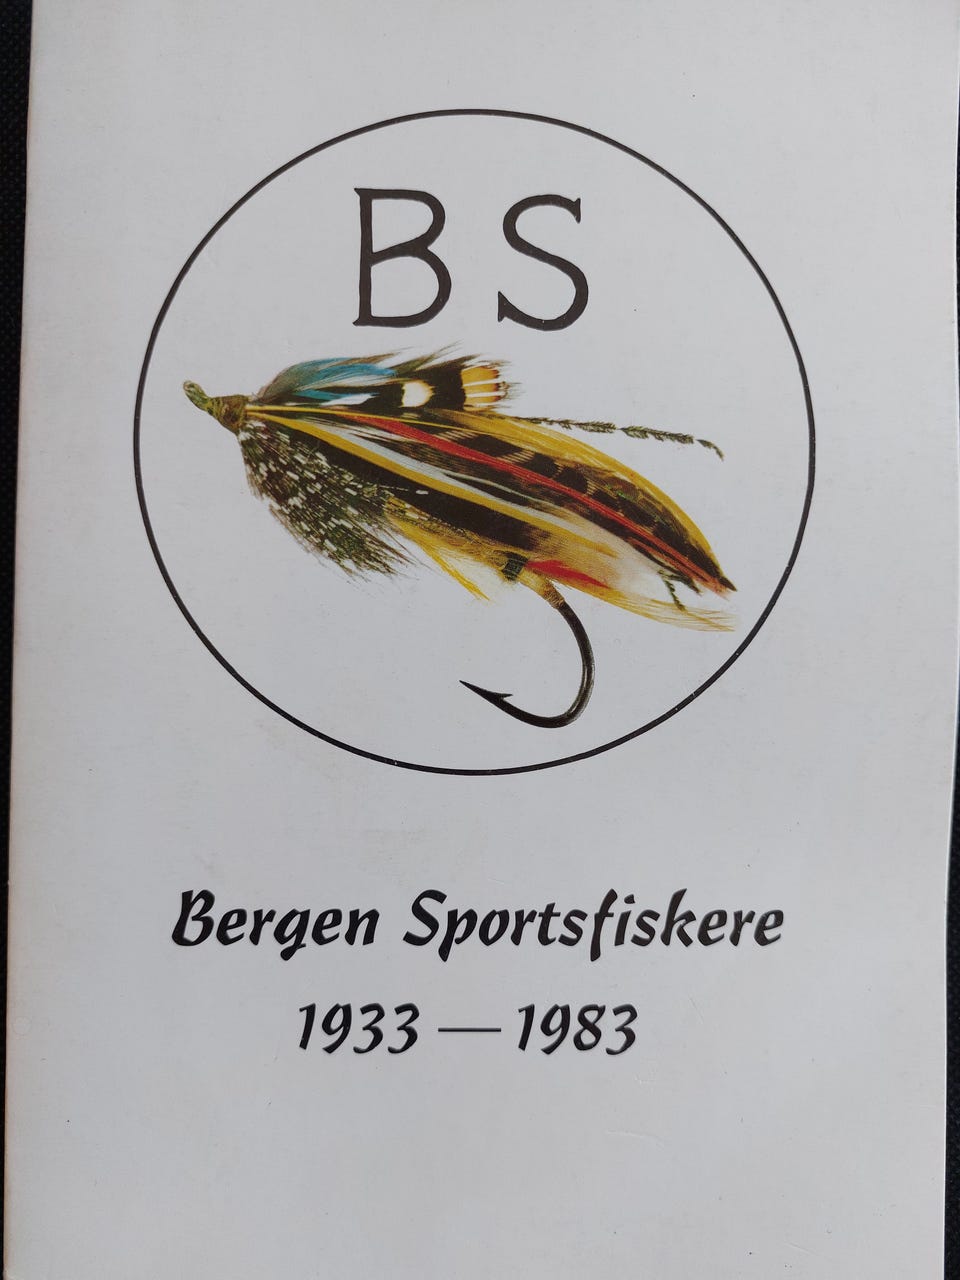 BS
Bergen Sportsfiskere
1933 — 1983